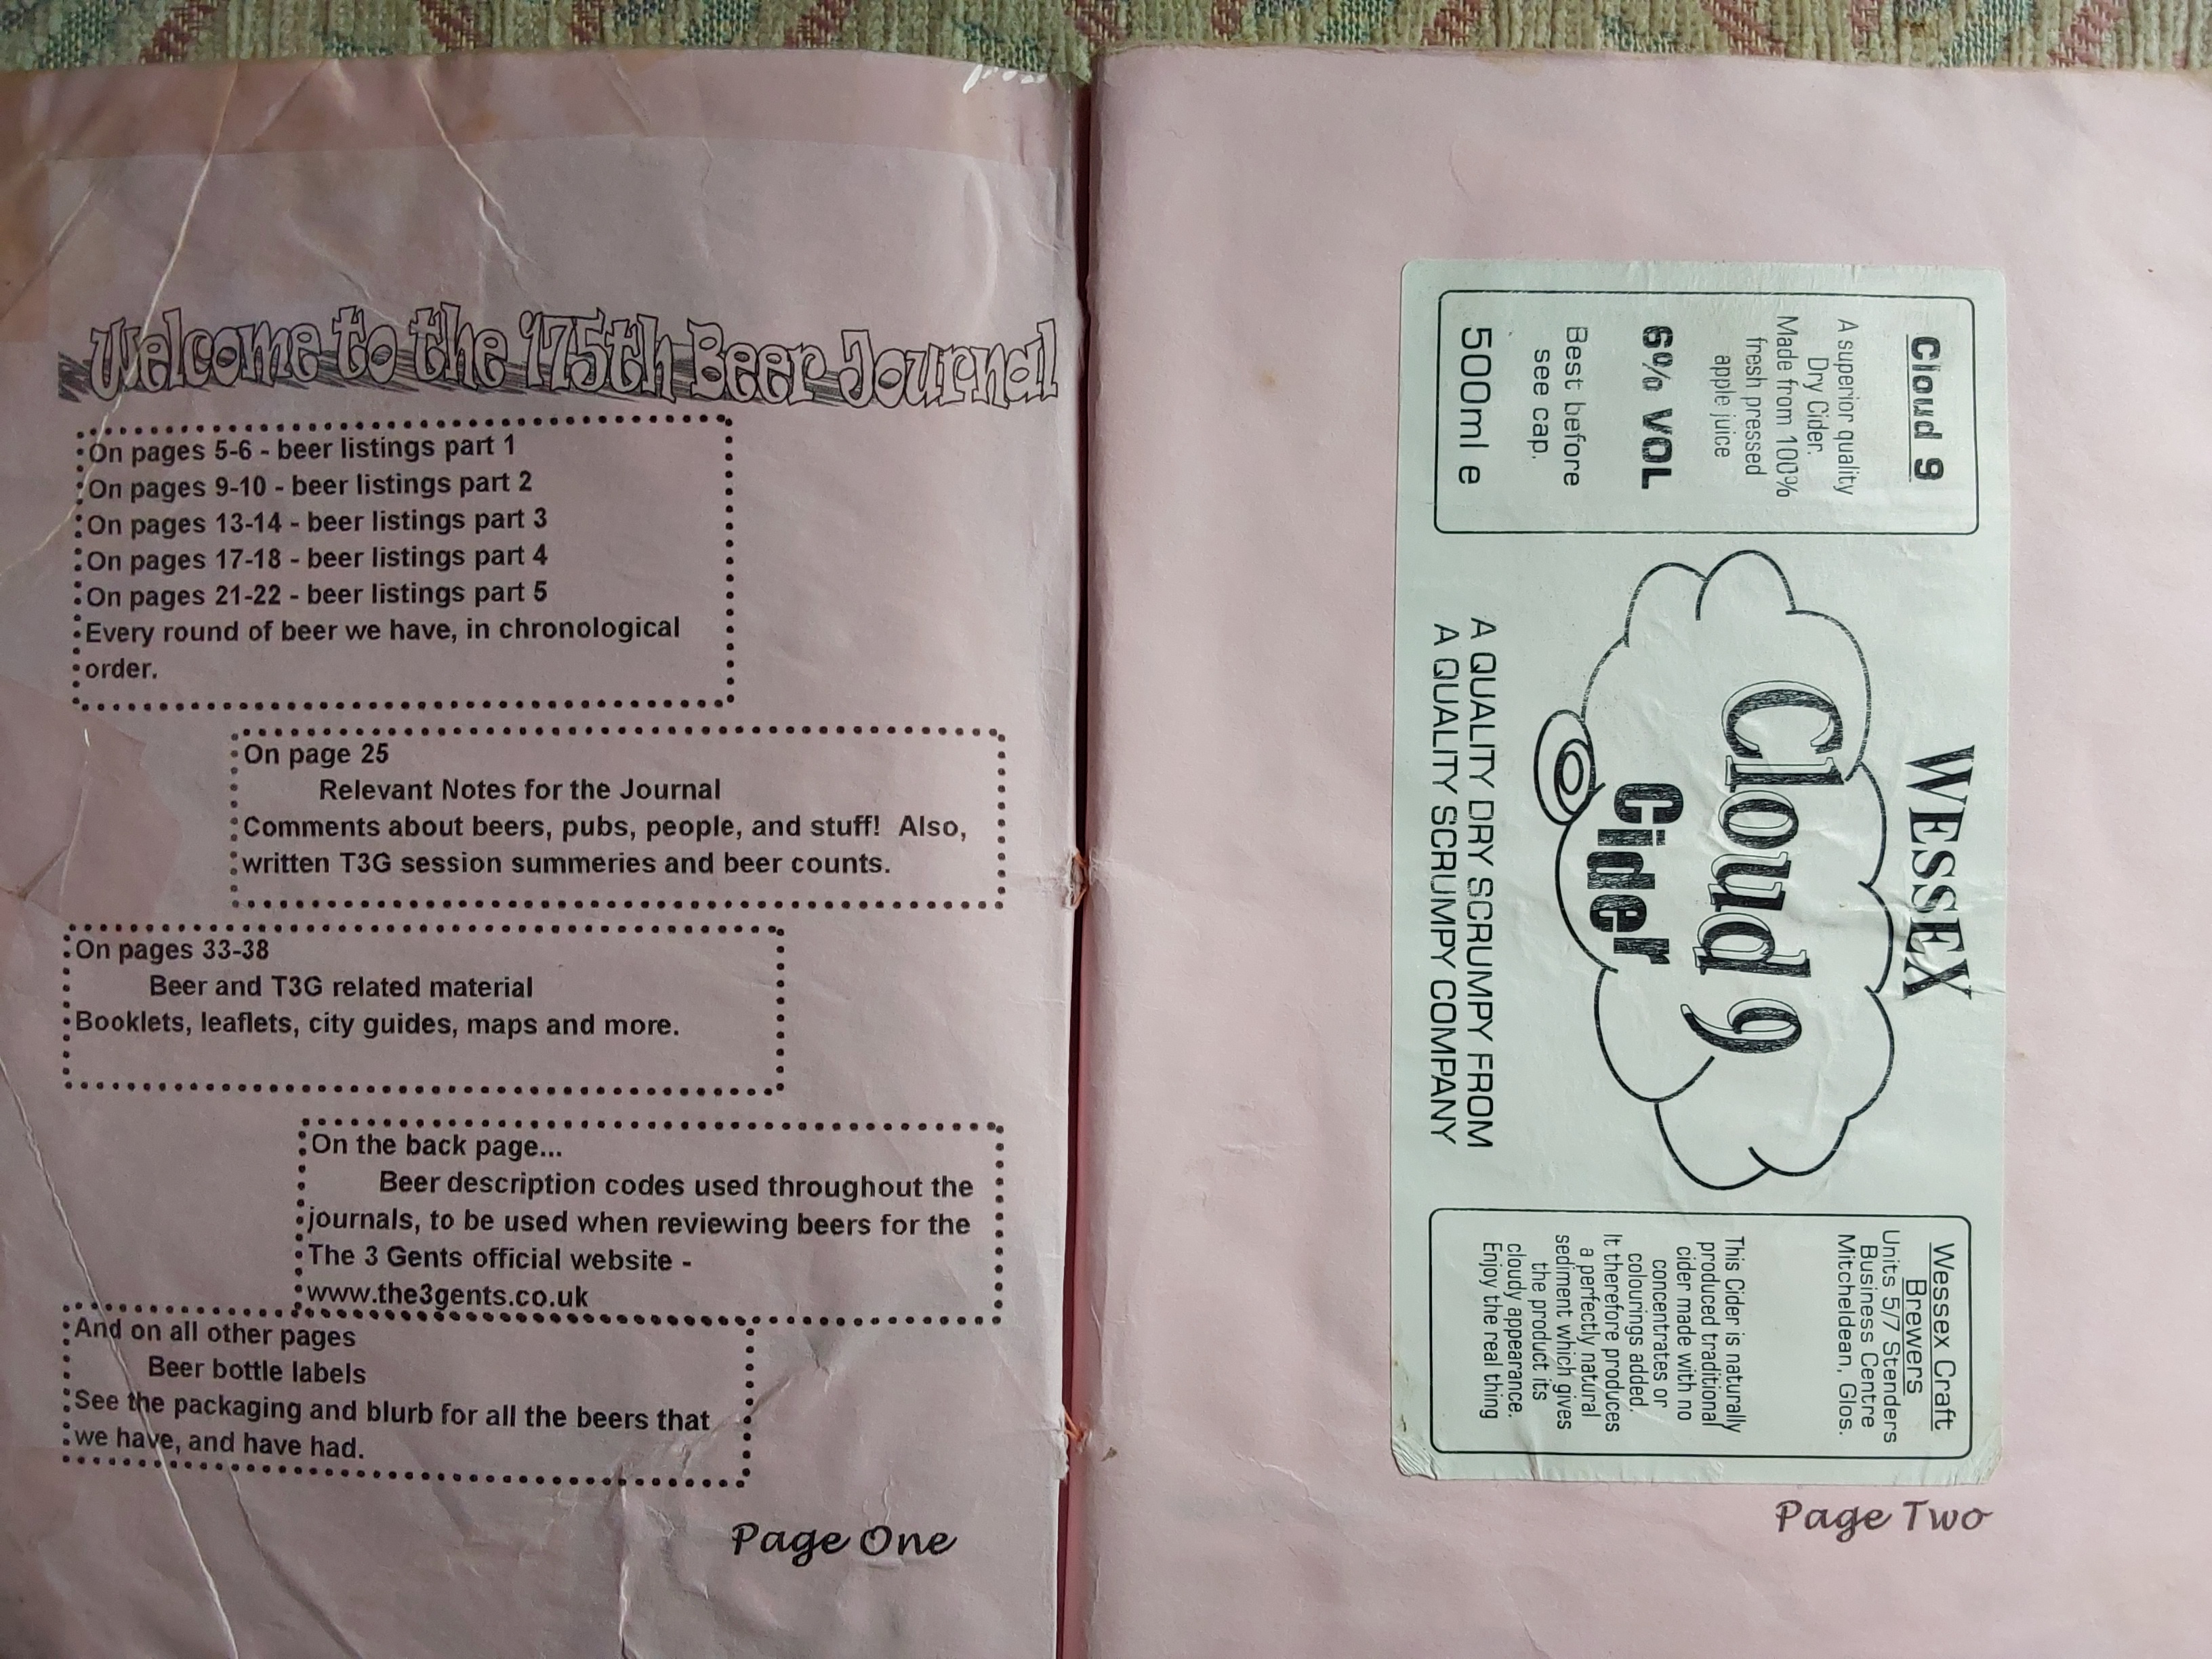 Welcome to the 175th Beer Journal
On pages 5-6 - beer listings part 1
On pages 9-10 - beer listings part 2
On pages 13-14 - beer listings part 3
On pages 17-18 - beer listings part 4
On pages 21-22 - beer listings part 5
Every round of beer we have, in chronological
order.
On page 25
Relevant Notes for the Journal
Comments about beers, pubs, people, and stuff!  Also,
written T3G session summeries and beer counts.
On pages 33-38
Beer and T3G related material
Booklets, leaflets, city guides, maps and more.
On the back page...
Beer description codes used throughout the
journals, to be used when reviewing beers for the
The 3 Gents official website -
www.the3gents.co.uk
And on all other pages
Beer bottle labels
See the packaging and blurb for all the beers that
we have, and have had.
Page One
Cloud 9
A superior quality
Dry Cider.
Made from 100%
fresh pressed
apple juice
6% VOL
Best before
see cap.
500ml e
WESSEX
Cloud 9
Cider
A QUALITY DRY SCRUMPY FROM
A QUALITY SCRUMPY COMPANY
Wessex Craft
Brewers
Units 5/7 Stenders
Business Centre
Mitcheldean, Glos.
This Cider is naturally
produced traditional
cider made with no
concentrates or
colourings added.
It therefore produces
a perfectly natural
sediment which gives
the product its
cloudy appearance.
Enjoy the real thing
Page Two